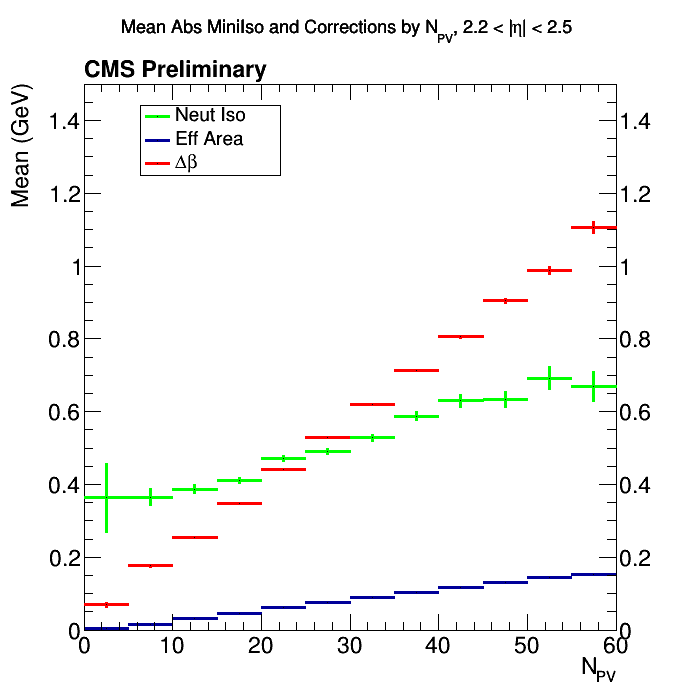 Mean Abs MiniIso and Corrections by N_PV, 2.2 < |η| < 2.5
CMS Preliminary
Mean (GeV)
Neut Iso
Eff Area
Δβ
1.4
1.2
1
0.8
0.6
0.4
0.2
0
1.4
1.2
1
0.8
0.6
0.4
0.2
0
0 10 20 30 40 50 60
N_PV